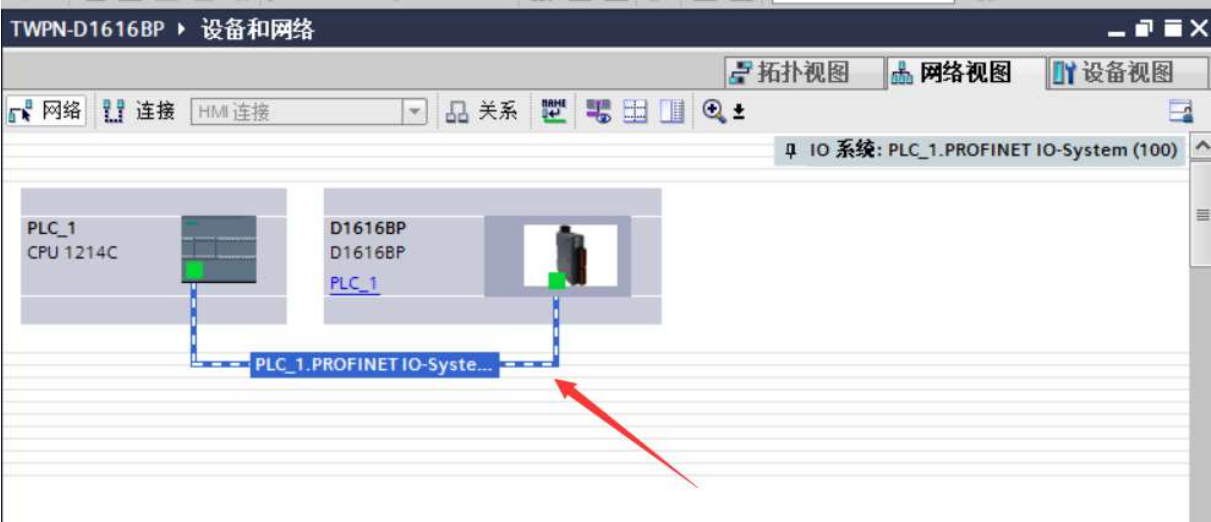 TWPN-D1616BP ▸ 设备和网络
拓扑视图 网络视图 设备视图
网络 连接 HMI 连接 关系
IO 系统: PLC_1.PROFINET IO-System (100)
PLC_1
CPU 1214C
D1616BP
D1616BP
PLC_1
PLC_1.PROFINET IO-Syste...